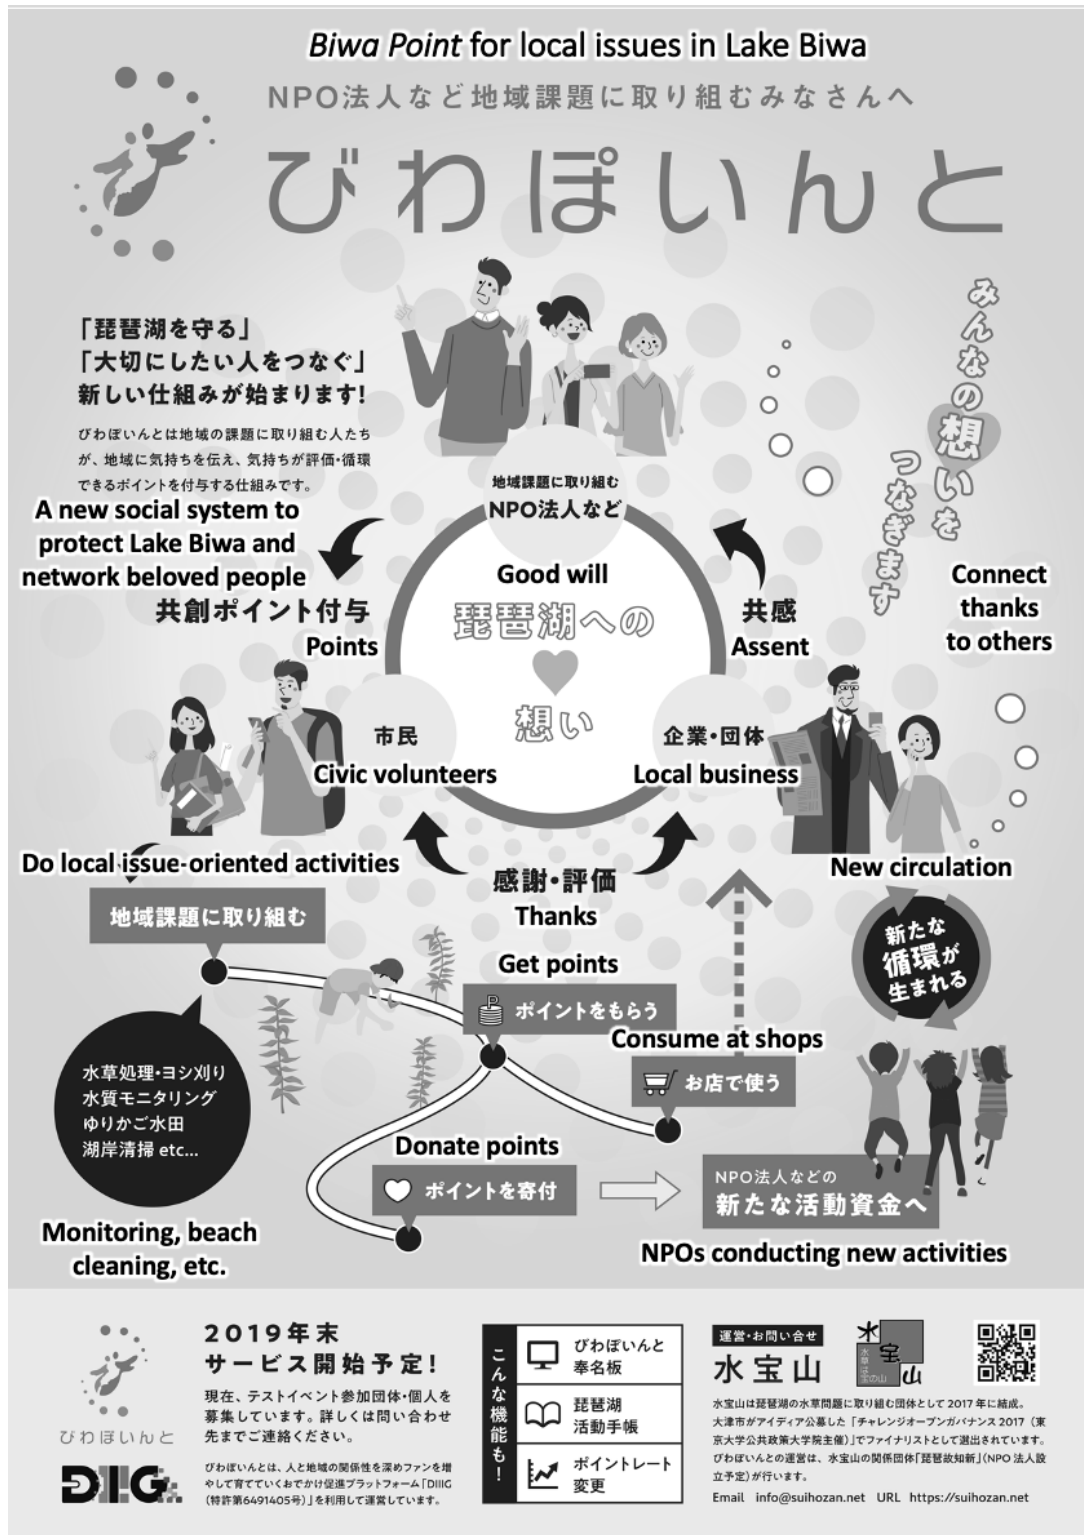 Biwa Point for local issues in Lake Biwa
NPO法人など地域課題に取り組むみなさんへ
びわぽいんと
「琵琶湖を守る」
「大切にしたい人をつなぐ」
新しい仕組みが始まります!
びわぽいんとは地域の課題に取り組む人たち
が、地域に気持ちを伝え、気持ちが評価・循環
できるポイントを付与する仕組みです。
A new social system to
protect Lake Biwa and
network beloved people
みんなの想いを
つなぎます
Connect
thanks
to others
地域課題に取り組む
NPO法人など
Good will
琵琶湖への
想い
共創ポイント付与
Points
共感
Assent
市民
Civic volunteers
企業・団体
Local business
感謝・評価
Thanks
Do local issue-oriented activities
地域課題に取り組む
New circulation
新たな
循環が
生まれる
Get points
P
ポイントをもらう
Consume at shops
お店で使う
水草処理・ヨシ刈り
水質モニタリング
ゆりかご水田
湖岸清掃 etc...
Monitoring, beach
cleaning, etc.
Donate points
ポイントを寄付
NPO法人などの
新たな活動資金へ
NPOs conducting new activities
びわぽいんと
DIIIG
2019年末
サービス開始予定!
現在、テストイベント参加団体・個人を
募集しています。詳しくは問い合わせ
先までご連絡ください。
びわぽいんとは、人と地域の関係性を深めファンを増
やして育てていくおでかけ促進プラットフォーム「DIIIG
(特許第6491405号)」を利用して運営しています。
こんな機能も!
びわぽいんと
奉名板
琵琶湖
活動手帳
ポイントレート
変更
運営・お問い合せ
水宝山
水
宝
山
水草は宝の山
水宝山は琵琶湖の水草問題に取り組む団体として2017年に結成。
大津市がアイディア公募した「チャレンジオープンガバナンス2017(東
京大学公共政策大学院主催)」でファイナリストとして選出されています。
びわぽいんとの運営は、水宝山の関係団体「琵琶故知新」(NPO法人設
立予定)が行います。
Email info@suihozan.net URL https://suihozan.net